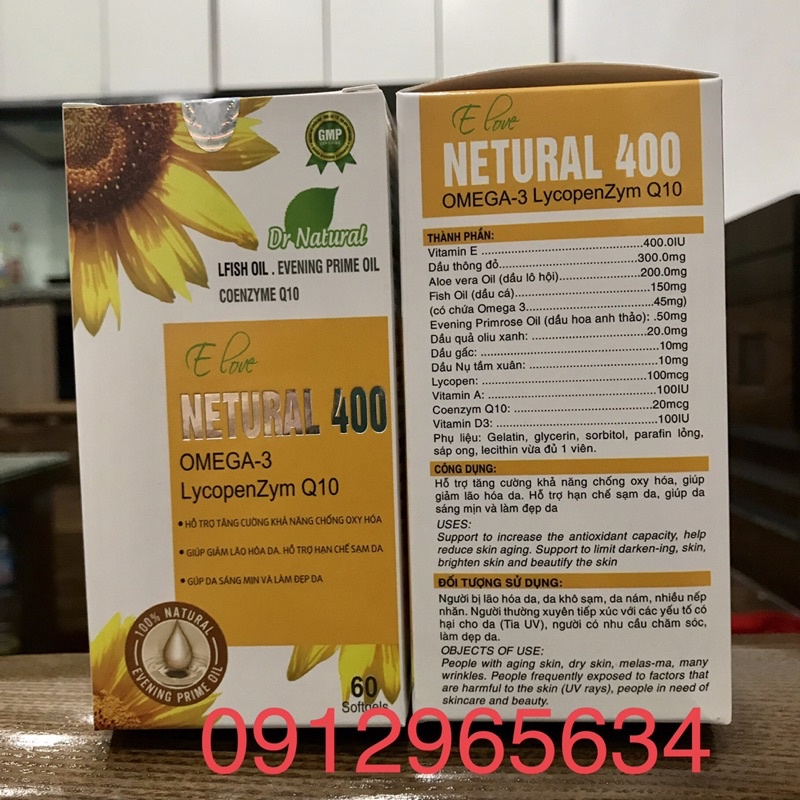 GMP
Dr Natural
LFISH OIL . EVENING PRIME OIL
COENZYME Q10
E love
NETURAL 400
OMEGA-3
LycopenZym Q10
• HỖ TRỢ TĂNG CƯỜNG KHẢ NĂNG CHỐNG OXY HÓA
• GIÚP GIẢM LÃO HÓA DA. HỖ TRỢ HẠN CHẾ SẠM DA
• GIÚP DA SÁNG MỊN VÀ LÀM ĐẸP DA
100% NATURAL
EVENING PRIME OIL
60
Softgels
E love
NETURAL 400
OMEGA-3 LycopenZym Q10
THÀNH PHẦN:
Vitamin E ..........................400.0IU
Dầu thông đỏ..........................300.0mg
Aloe vera Oil (dầu lô hội)....................200.0mg
Fish Oil (dầu cá)..........................150mg
(có chứa Omega 3..........................45mg)
Evening Primrose Oil (dầu hoa anh thảo): .50mg
Dầu quả oliu xanh: ..........................20.0mg
Dầu gấc: ..........................10mg
Dầu Nụ tầm xuân: ..........................10mg
Lycopen: ..........................100mcg
Vitamin A: ..........................100IU
Coenzym Q10: ..........................20mcg
Vitamin D3: ..........................100IU
Phụ liệu: Gelatin, glycerin, sorbitol, parafin lỏng,
sáp ong, lecithin vừa đủ 1 viên.
CÔNG DỤNG:
Hỗ trợ tăng cường khả năng chống oxy hóa, giúp
giảm lão hóa da. Hỗ trợ hạn chế sạm da, giúp da
sáng mịn và làm đẹp da
USES:
Support to increase the antioxidant capacity, help
reduce skin aging. Support to limit darken-ing, skin,
brighten skin and beautify the skin
ĐỐI TƯỢNG SỬ DỤNG:
Người bị lão hóa da, da khô sạm, da nám, nhiều nếp
nhăn. Người thường xuyên tiếp xúc với các yếu tố có
hại cho da (Tia UV), người có nhu cầu chăm sóc,
làm dẹp da.
OBJECTS OF USE:
People with aging skin, dry skin, melas-ma, many
wrinkles. People frequently exposed to factors that
are harmful to the skin (UV rays), people in need of
skincare and beauty.
0912965634